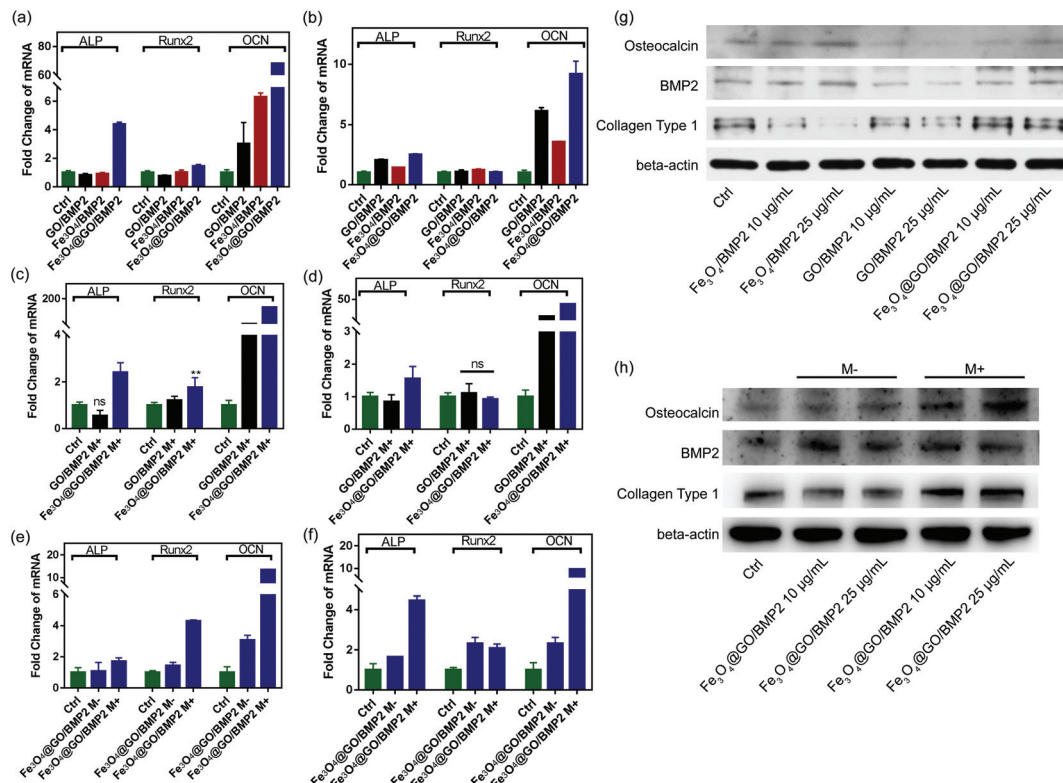 (a)
ALP Runx2 OCN
Fold Change of mRNA
80
60
6
4
2
0
Ctrl
GO/BMP2
Fe₃O₄/BMP2
Fe₃O₄@GO/BMP2
Ctrl
GO/BMP2
Fe₃O₄/BMP2
Fe₃O₄@GO/BMP2
Ctrl
GO/BMP2
Fe₃O₄/BMP2
Fe₃O₄@GO/BMP2
(b)
ALP Runx2 OCN
Fold Change of mRNA
10
5
0
Ctrl
GO/BMP2
Fe₃O₄/BMP2
Fe₃O₄@GO/BMP2
Ctrl
GO/BMP2
Fe₃O₄/BMP2
Fe₃O₄@GO/BMP2
Ctrl
GO/BMP2
Fe₃O₄/BMP2
Fe₃O₄@GO/BMP2
(c)
ALP Runx2 OCN
Fold Change of mRNA
200
4
2
0
ns
**
Ctrl
GO/BMP2 M+
Fe₃O₄@GO/BMP2 M+
Ctrl
GO/BMP2 M+
Fe₃O₄@GO/BMP2 M+
Ctrl
GO/BMP2 M+
Fe₃O₄@GO/BMP2 M+
(d)
ALP Runx2 OCN
Fold Change of mRNA
50
3
2
1
0
ns
Ctrl
GO/BMP2 M+
Fe₃O₄@GO/BMP2 M+
Ctrl
GO/BMP2 M+
Fe₃O₄@GO/BMP2 M+
Ctrl
GO/BMP2 M+
Fe₃O₄@GO/BMP2 M+
(e)
ALP Runx2 OCN
Fold Change of mRNA
20
10
6
4
2
0
Ctrl
Fe₃O₄@GO/BMP2 M-
Fe₃O₄@GO/BMP2 M+
Ctrl
Fe₃O₄@GO/BMP2 M-
Fe₃O₄@GO/BMP2 M+
Ctrl
Fe₃O₄@GO/BMP2 M-
Fe₃O₄@GO/BMP2 M+
(f)
ALP Runx2 OCN
Fold Change of mRNA
20
10
4
2
0
Ctrl
Fe₃O₄@GO/BMP2 M-
Fe₃O₄@GO/BMP2 M+
Ctrl
Fe₃O₄@GO/BMP2 M-
Fe₃O₄@GO/BMP2 M+
Ctrl
Fe₃O₄@GO/BMP2 M-
Fe₃O₄@GO/BMP2 M+
(g)
Osteocalcin
BMP2
Collagen Type 1
beta-actin
Ctrl
Fe₃O₄/BMP2 10 µg/mL
Fe₃O₄/BMP2 25 µg/mL
GO/BMP2 10 µg/mL
GO/BMP2 25 µg/mL
Fe₃O₄@GO/BMP2 10 µg/mL
Fe₃O₄@GO/BMP2 25 µg/mL
(h)
M- M+
Osteocalcin
BMP2
Collagen Type 1
beta-actin
Ctrl
Fe₃O₄@GO/BMP2 10 µg/mL
Fe₃O₄@GO/BMP2 25 µg/mL
Fe₃O₄@GO/BMP2 10 µg/mL
Fe₃O₄@GO/BMP2 25 µg/mL